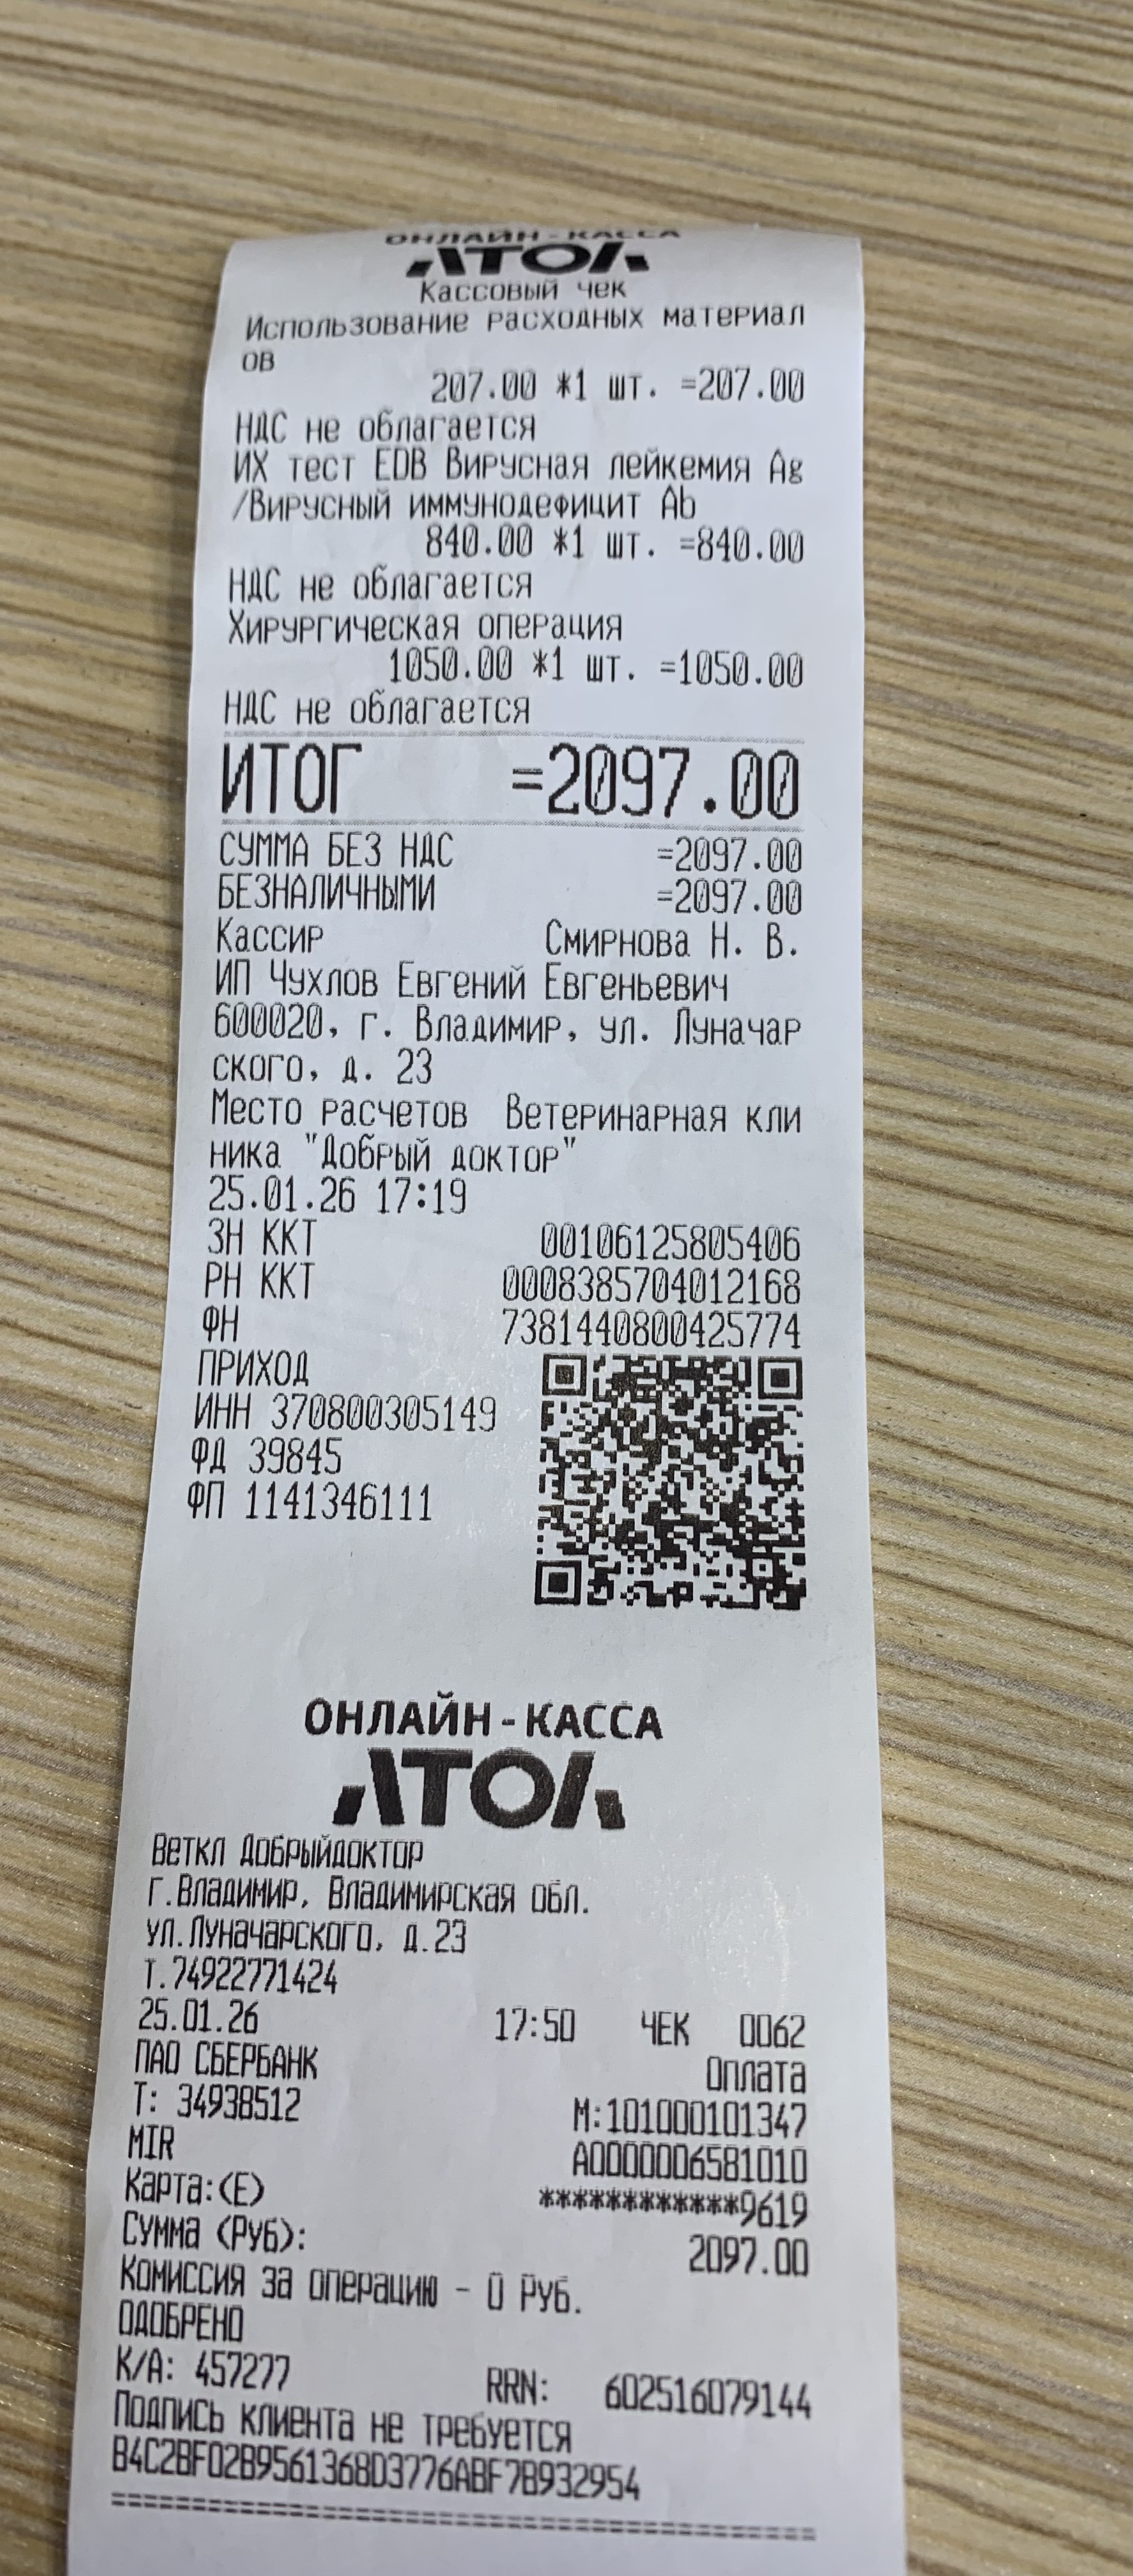 ОНЛАЙН-КАССА
АТОЛ
Кассовый чек
Использование расходных материал
ов
207.00 *1 шт. =207.00
НДС не облагается
ИХ тест EDB Вирусная лейкемия Ag
/Вирусный иммунодефицит Ab
840.00 *1 шт. =840.00
НДС не облагается
Хирургическая операция
1050.00 *1 шт. =1050.00
НДС не облагается
ИТОГ =2097.00
СУММА БЕЗ НДС =2097.00
БЕЗНАЛИЧНЫМИ =2097.00
Кассир Смирнова Н. В.
ИП Чухлов Евгений Евгеньевич
600020, г. Владимир, ул. Луначар
ского, д. 23
Место расчетов Ветеринарная кли
ника "Добрый доктор"
25.01.26 17:19
ЗН ККТ 00106125805406
РН ККТ 0008385704012168
ФН 7381440800425774
ПРИХОД
ИНН 370800305149
ФД 39845
ФП 1141346111
ОНЛАЙН-КАССА
АТОЛ
Веткл Добрыйдоктор
г.Владимир, Владимирская обл.
ул.Луначарского, д.23
т.74922771424
25.01.26 17:50 ЧЕК 0062
ПАО СБЕРБАНК Оплата
Т: 34938512 М:101000101347
MIR A0000006581010
Карта:(E) ************9619
Сумма (Руб): 2097.00
Комиссия за операцию - 0 Руб.
ОДОБРЕНО
К/А: 457277 RRN: 602516079144
Подпись клиента не требуется
B4C2BF02B9561368D3776ABF7B932954
==================================